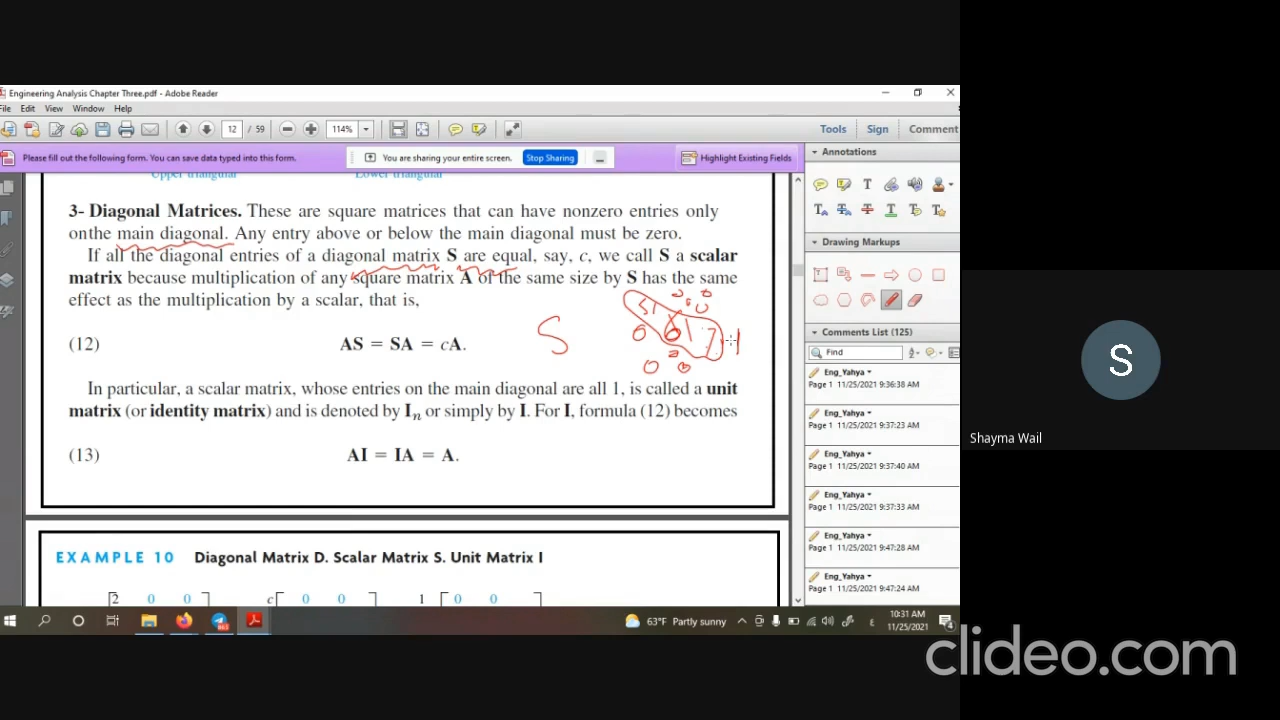 Engineering Analysis Chapter Three.pdf - Adobe Reader
File Edit View Window Help
12 / 59 114% Tools Sign Comment
Please fill out the following form. You can save data typed into this form.
You are sharing your entire screen. Stop Sharing
Highlight Existing Fields
Upper triangular Lower triangular
3- Diagonal Matrices. These are square matrices that can have nonzero entries only
onthe main diagonal. Any entry above or below the main diagonal must be zero.
If all the diagonal entries of a diagonal matrix S are equal, say, c, we call S a scalar
matrix because multiplication of any square matrix A of the same size by S has the same
effect as the multiplication by a scalar, that is,
(12) AS = SA = cA.
S
In particular, a scalar matrix, whose entries on the main diagonal are all 1, is called a unit
matrix (or identity matrix) and is denoted by In or simply by I. For I, formula (12) becomes
(13) AI = IA = A.
EXAMPLE 10 Diagonal Matrix D. Scalar Matrix S. Unit Matrix I
2 0 0 c 0 0 1 0 0
Annotations
Drawing Markups
Comments List (125)
Find
Eng_Yahya
Page 1 11/25/2021 9:36:38 AM
Eng_Yahya
Page 1 11/25/2021 9:37:23 AM
Eng_Yahya
Page 1 11/25/2021 9:37:40 AM
Eng_Yahya
Page 1 11/25/2021 9:37:33 AM
Eng_Yahya
Page 1 11/25/2021 9:47:28 AM
Eng_Yahya
Page 1 11/25/2021 9:47:24 AM
63°F Partly sunny
10:31 AM
11/25/2021
S
Shayma Wail
clideo.com